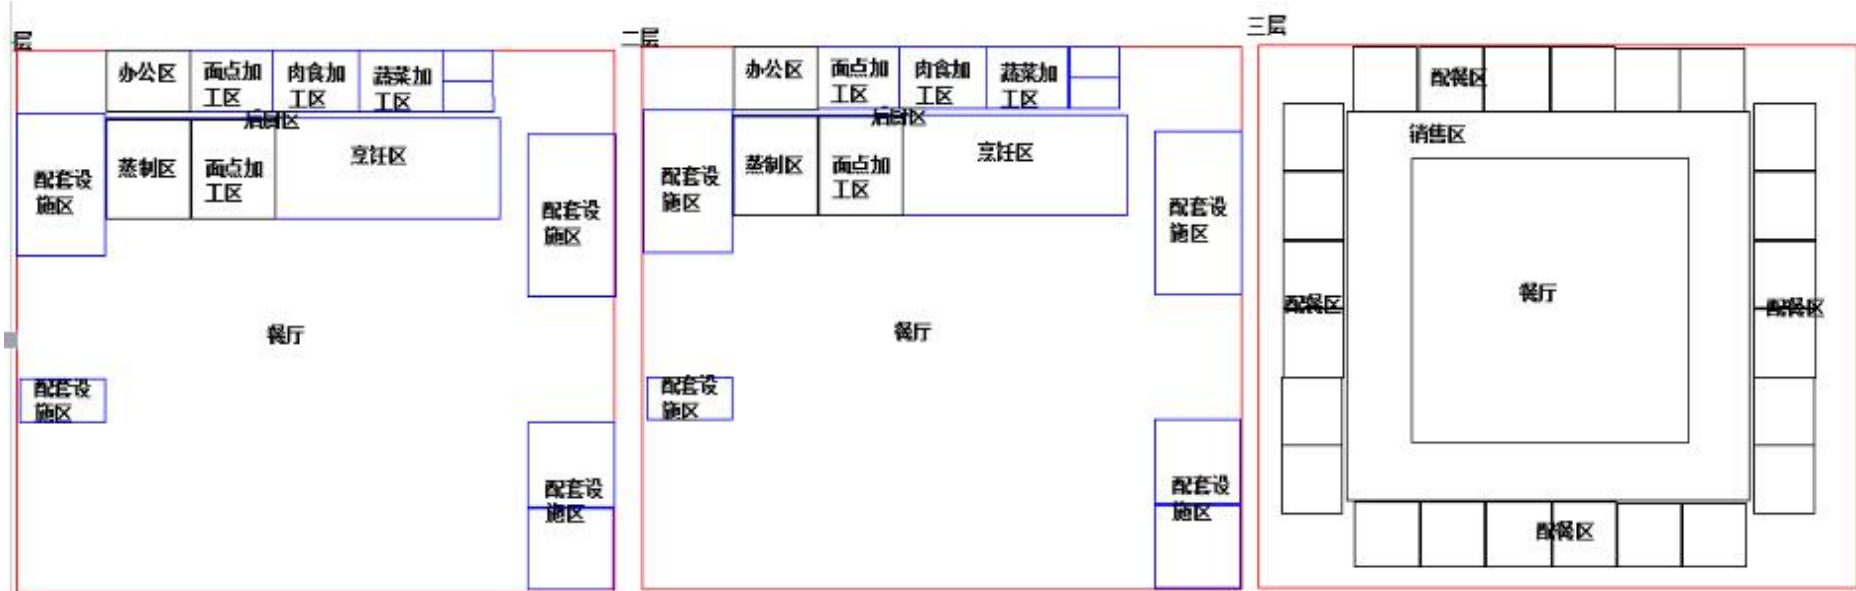 层
办公区
面点加
工区
肉食加
工区
蔬菜加
工区
后厨区
配套设
施区
蒸制区
面点加
工区
烹饪区
配套设
施区
餐厅
配套设
施区
配套设
施区
二层
办公区
面点加
工区
肉食加
工区
蔬菜加
工区
后厨区
配套设
施区
蒸制区
面点加
工区
烹饪区
配套设
施区
餐厅
配套设
施区
配套设
施区
三层
配餐区
销售区
餐厅
配餐区
配餐区
配餐区